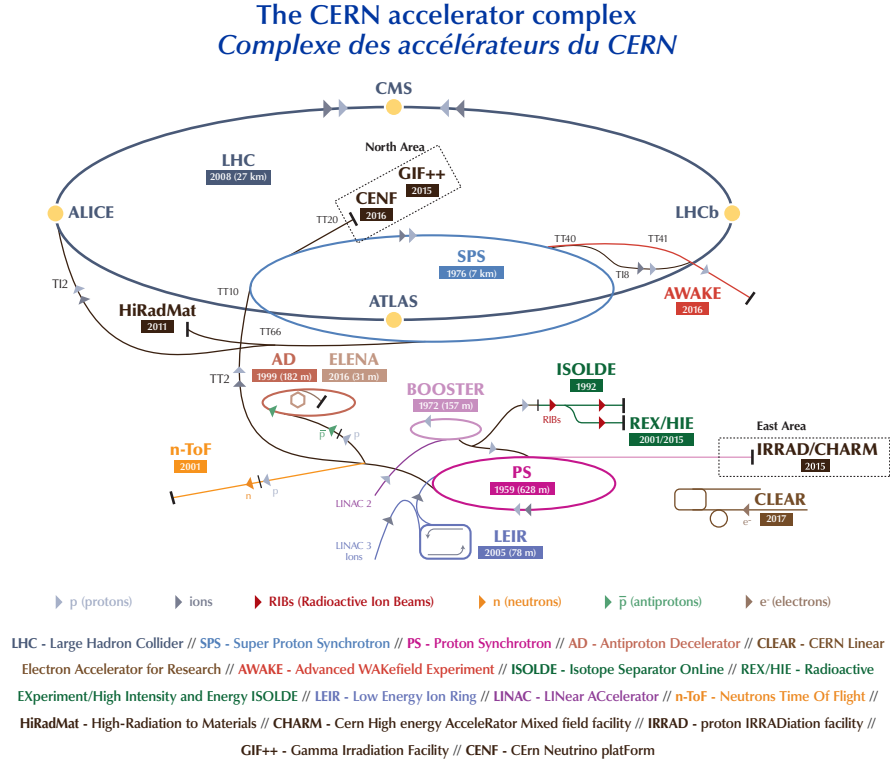 The CERN accelerator complex
Complexe des accélérateurs du CERN
CMS
North Area
LHC
2008 (27 km)
GIF++
2015
CENF
2016
ALICE
TT20
LHCb
TT40
TT41
SPS
1976 (7 km)
TI8
TI2
TT10
AWAKE
2016
HiRadMat
2011
ATLAS
TT66
AD
1999 (182 m)
ELENA
2016 (31 m)
TT2
ISOLDE
1992
BOOSTER
1972 (157 m)
RIBs
REX/HIE
2001/2015
East Area
p̅
p
n-ToF
2001
IRRAD/CHARM
2015
PS
1959 (628 m)
n
p
LINAC 2
CLEAR
2017
e-
LINAC 3
Ions
LEIR
2005 (78 m)
p (protons)
ions
RIBs (Radioactive Ion Beams)
n (neutrons)
p̅ (antiprotons)
e- (electrons)
LHC - Large Hadron Collider // SPS - Super Proton Synchrotron // PS - Proton Synchrotron // AD - Antiproton Decelerator // CLEAR - CERN Linear
Electron Accelerator for Research // AWAKE - Advanced WAKefield Experiment // ISOLDE - Isotope Separator OnLine // REX/HIE - Radioactive
EXperiment/High Intensity and Energy ISOLDE // LEIR - Low Energy Ion Ring // LINAC - LINear ACcelerator // n-ToF - Neutrons Time Of Flight //
HiRadMat - High-Radiation to Materials // CHARM - Cern High energy AcceleRator Mixed field facility // IRRAD - proton IRRADiation facility //
GIF++ - Gamma Irradiation Facility // CENF - CErn Neutrino platForm